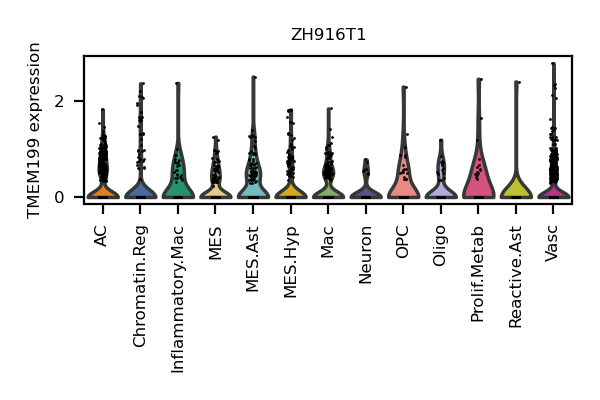 ZH916T1
TMEM199 expression
2
0
AC
Chromatin.Reg
Inflammatory.Mac
MES
MES.Ast
MES.Hyp
Mac
Neuron
OPC
Oligo
Prolif.Metab
Reactive.Ast
Vasc